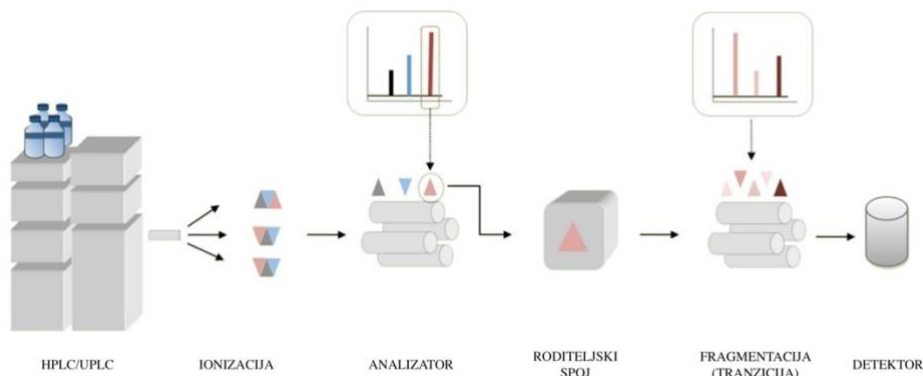 HPLC/UPLC
IONIZACIJA
ANALIZATOR
RODITELJSKI
SPOJ
FRAGMENTACIJA
(TRANZICIJA)
DETEKTOR